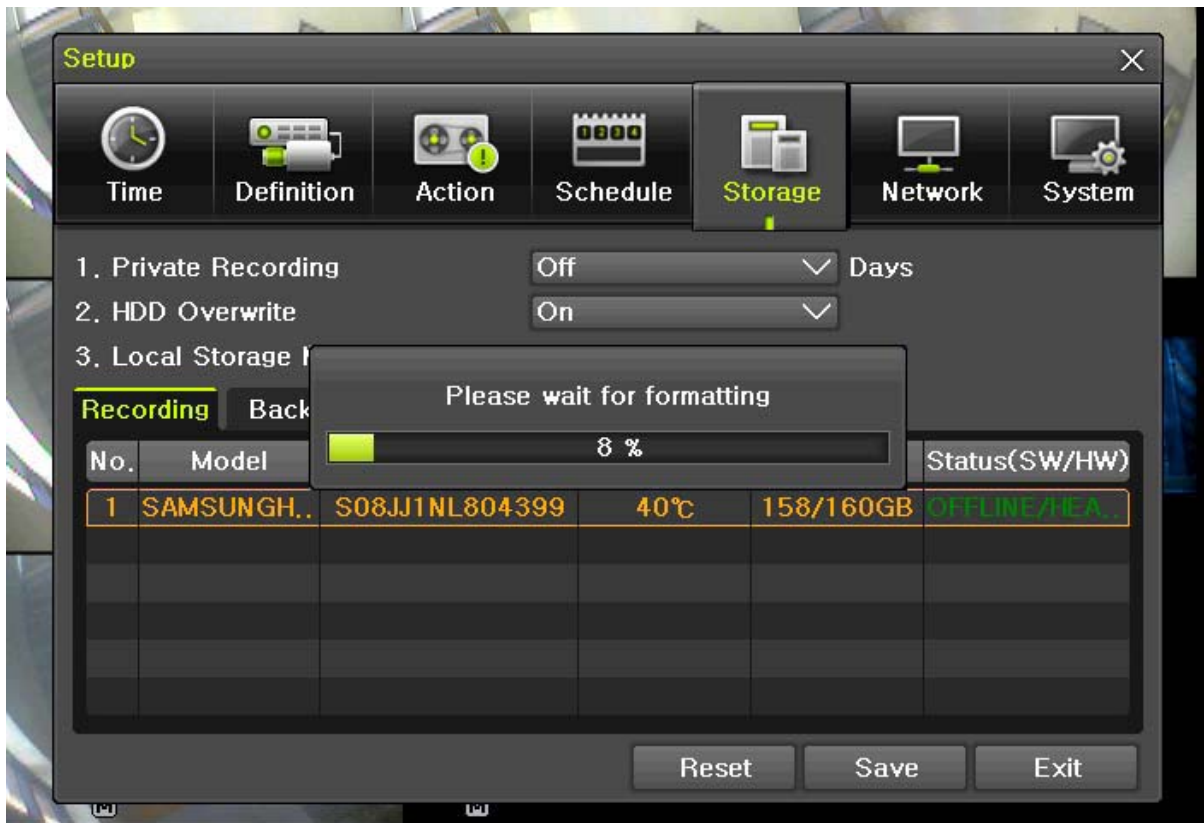 Setup
Time Definition Action Schedule Storage Network System
1. Private Recording Off Days
2. HDD Overwrite On
3. Local Storage
Please wait for formatting
8 %
Recording Back
No. Model Status(SW/HW)
1 SAMSUNGH.. S08JJ1NL804399 40℃ 158/160GB OFFLINE/HEA..
Reset Save Exit